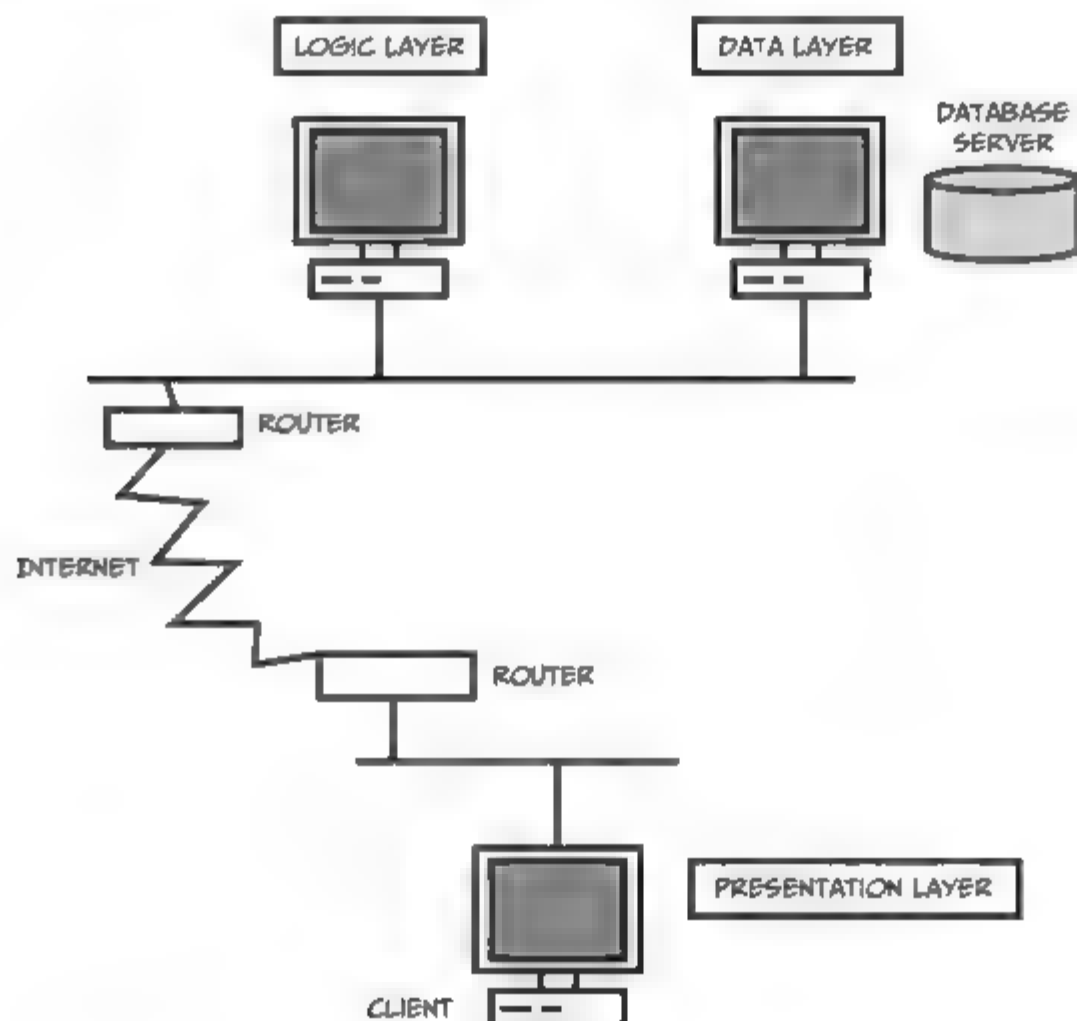 LOGIC LAYER
DATA LAYER
DATABASE
SERVER
ROUTER
INTERNET
ROUTER
PRESENTATION LAYER
CLIENT